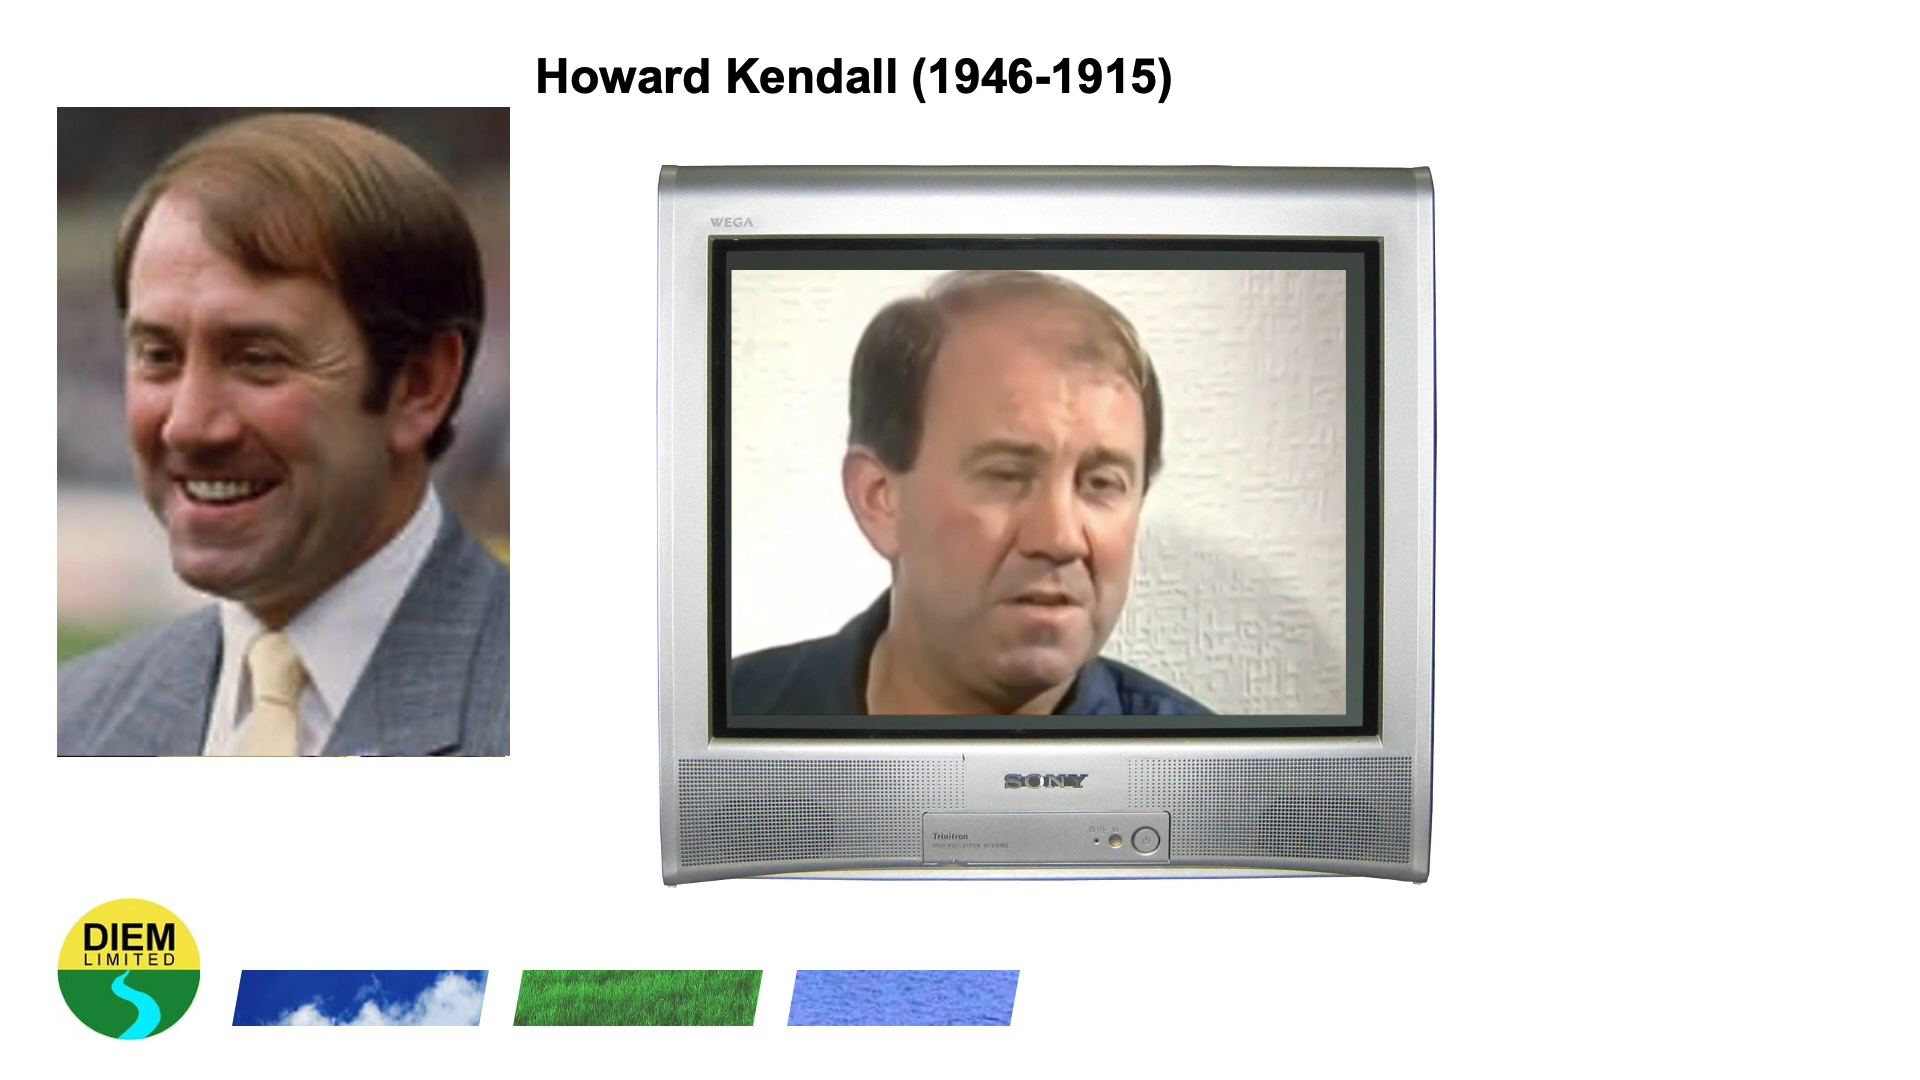 Howard Kendall (1946-1915)
WEGA
SONY
Trinitron
DIEM
LIMITED